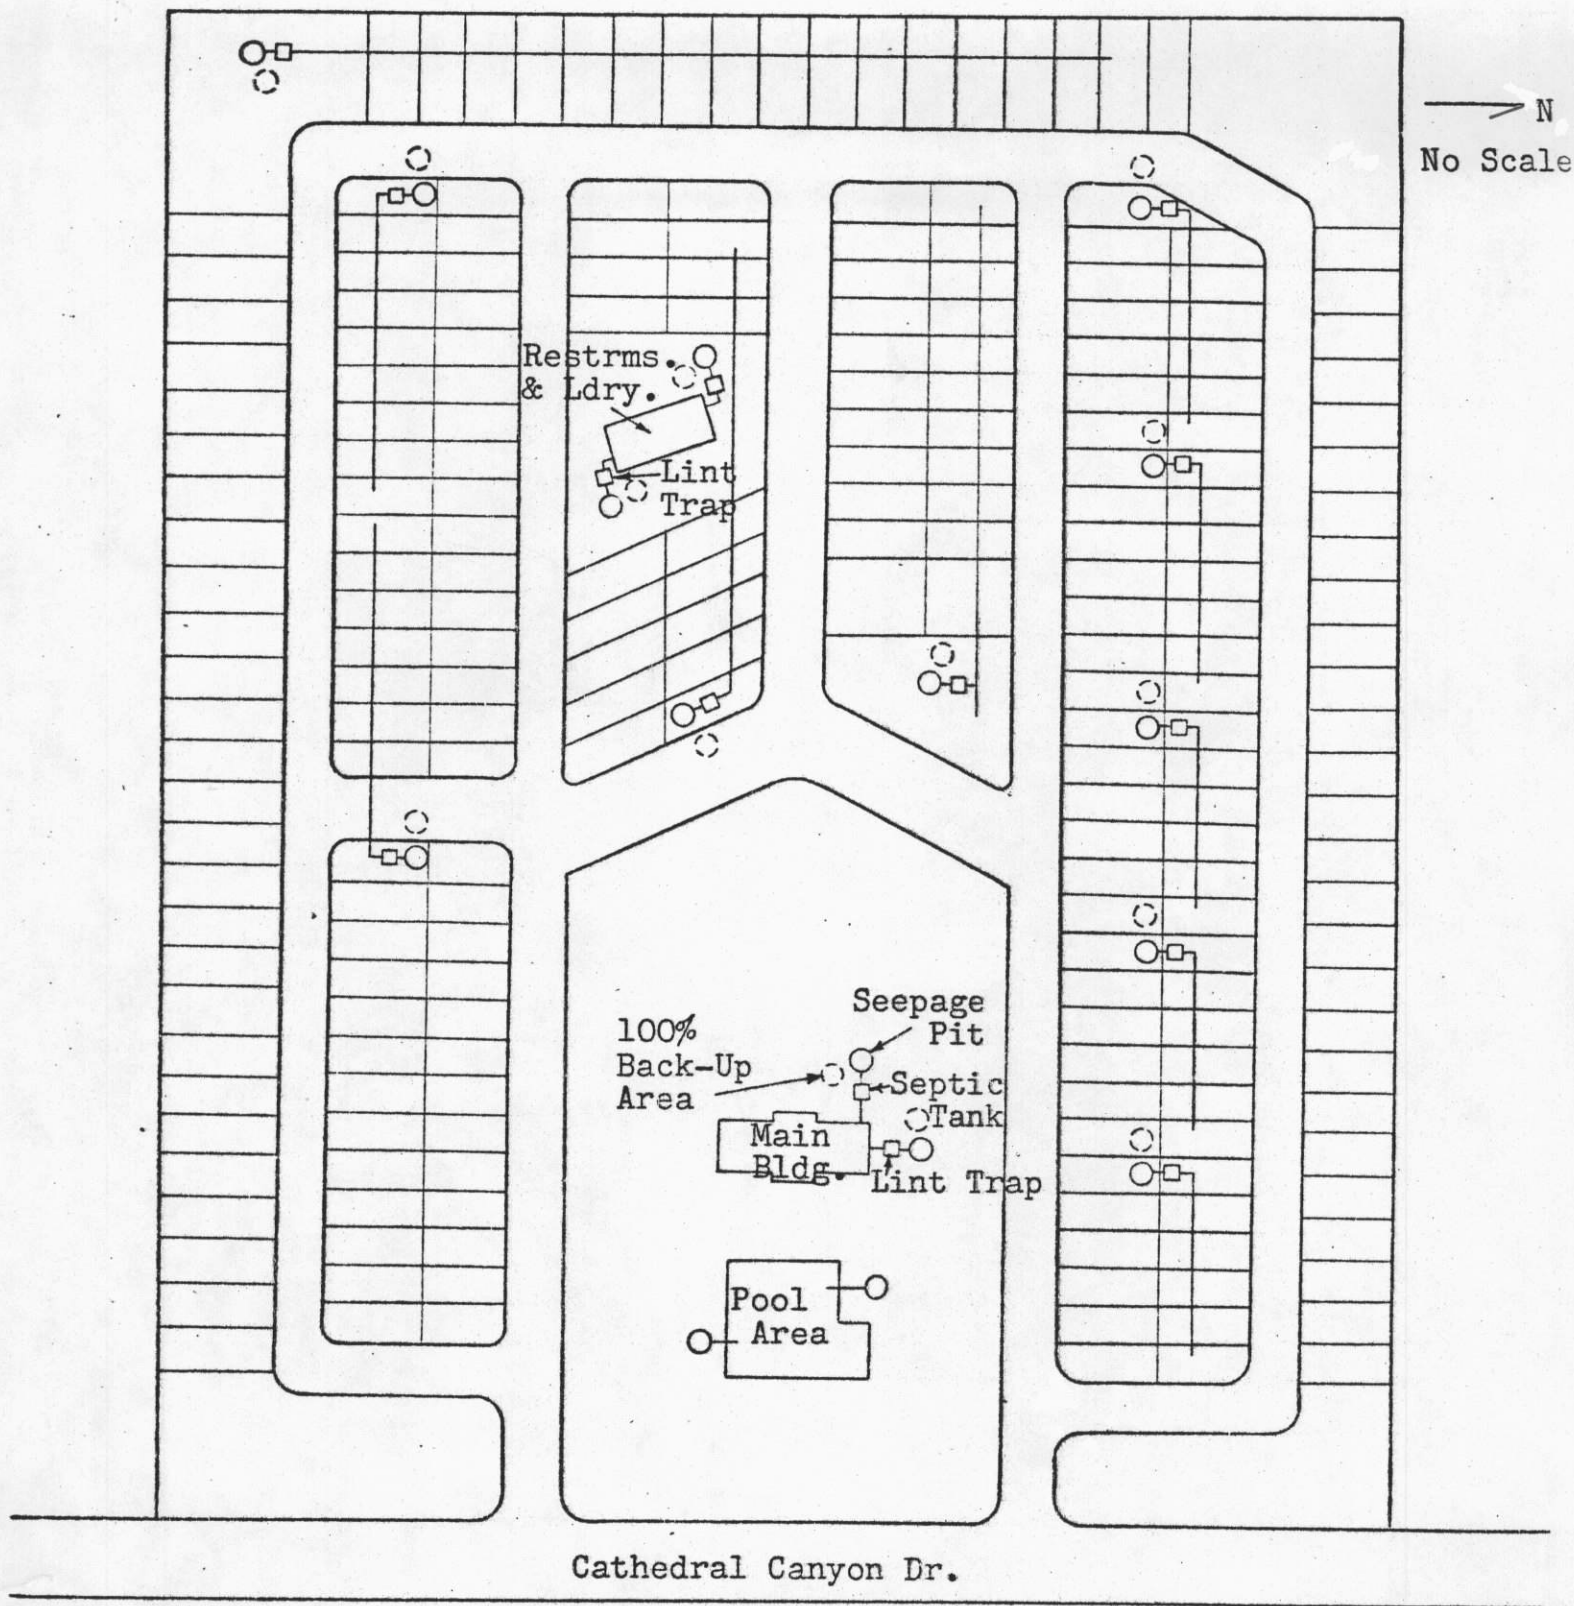 N
No Scale
Restrms.
& Ldry.
Lint
Trap
Seepage
Pit
100%
Back-Up
Area
Septic
Tank
Main
Bldg.
Lint Trap
Pool
Area
Cathedral Canyon Dr.